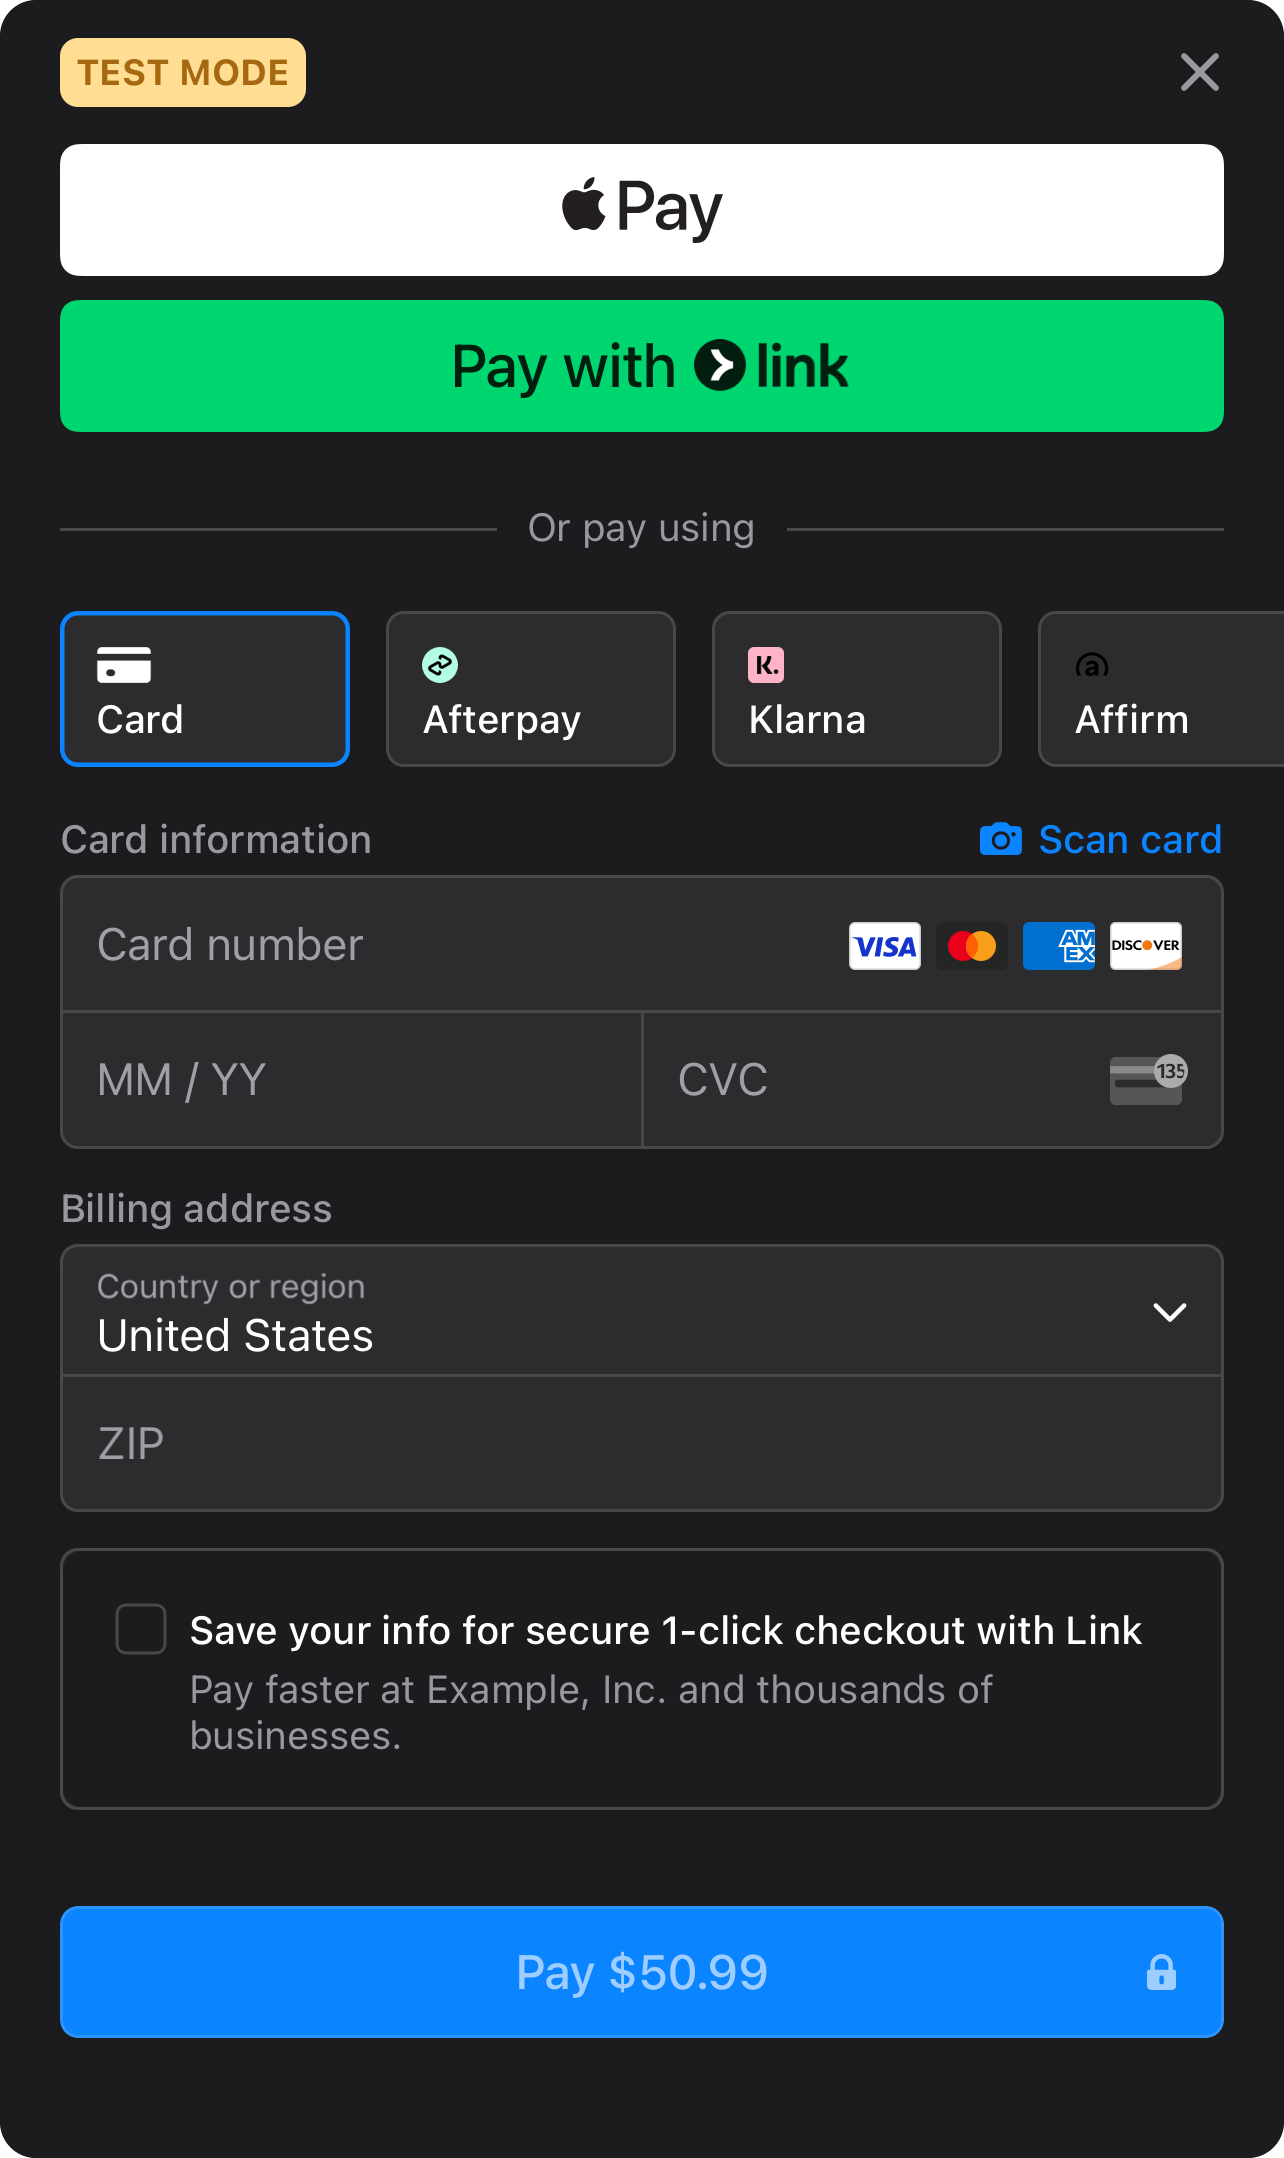 TEST MODE
Pay
Pay with link
Or pay using
Card
Afterpay
K.
Klarna
a
Affirm
Card information
Scan card
Card number
VISA
AM
EX
DISCOVER
MM / YY
CVC
135
Billing address
Country or region
United States
ZIP
Save your info for secure 1-click checkout with Link
Pay faster at Example, Inc. and thousands of
businesses.
Pay $50.99